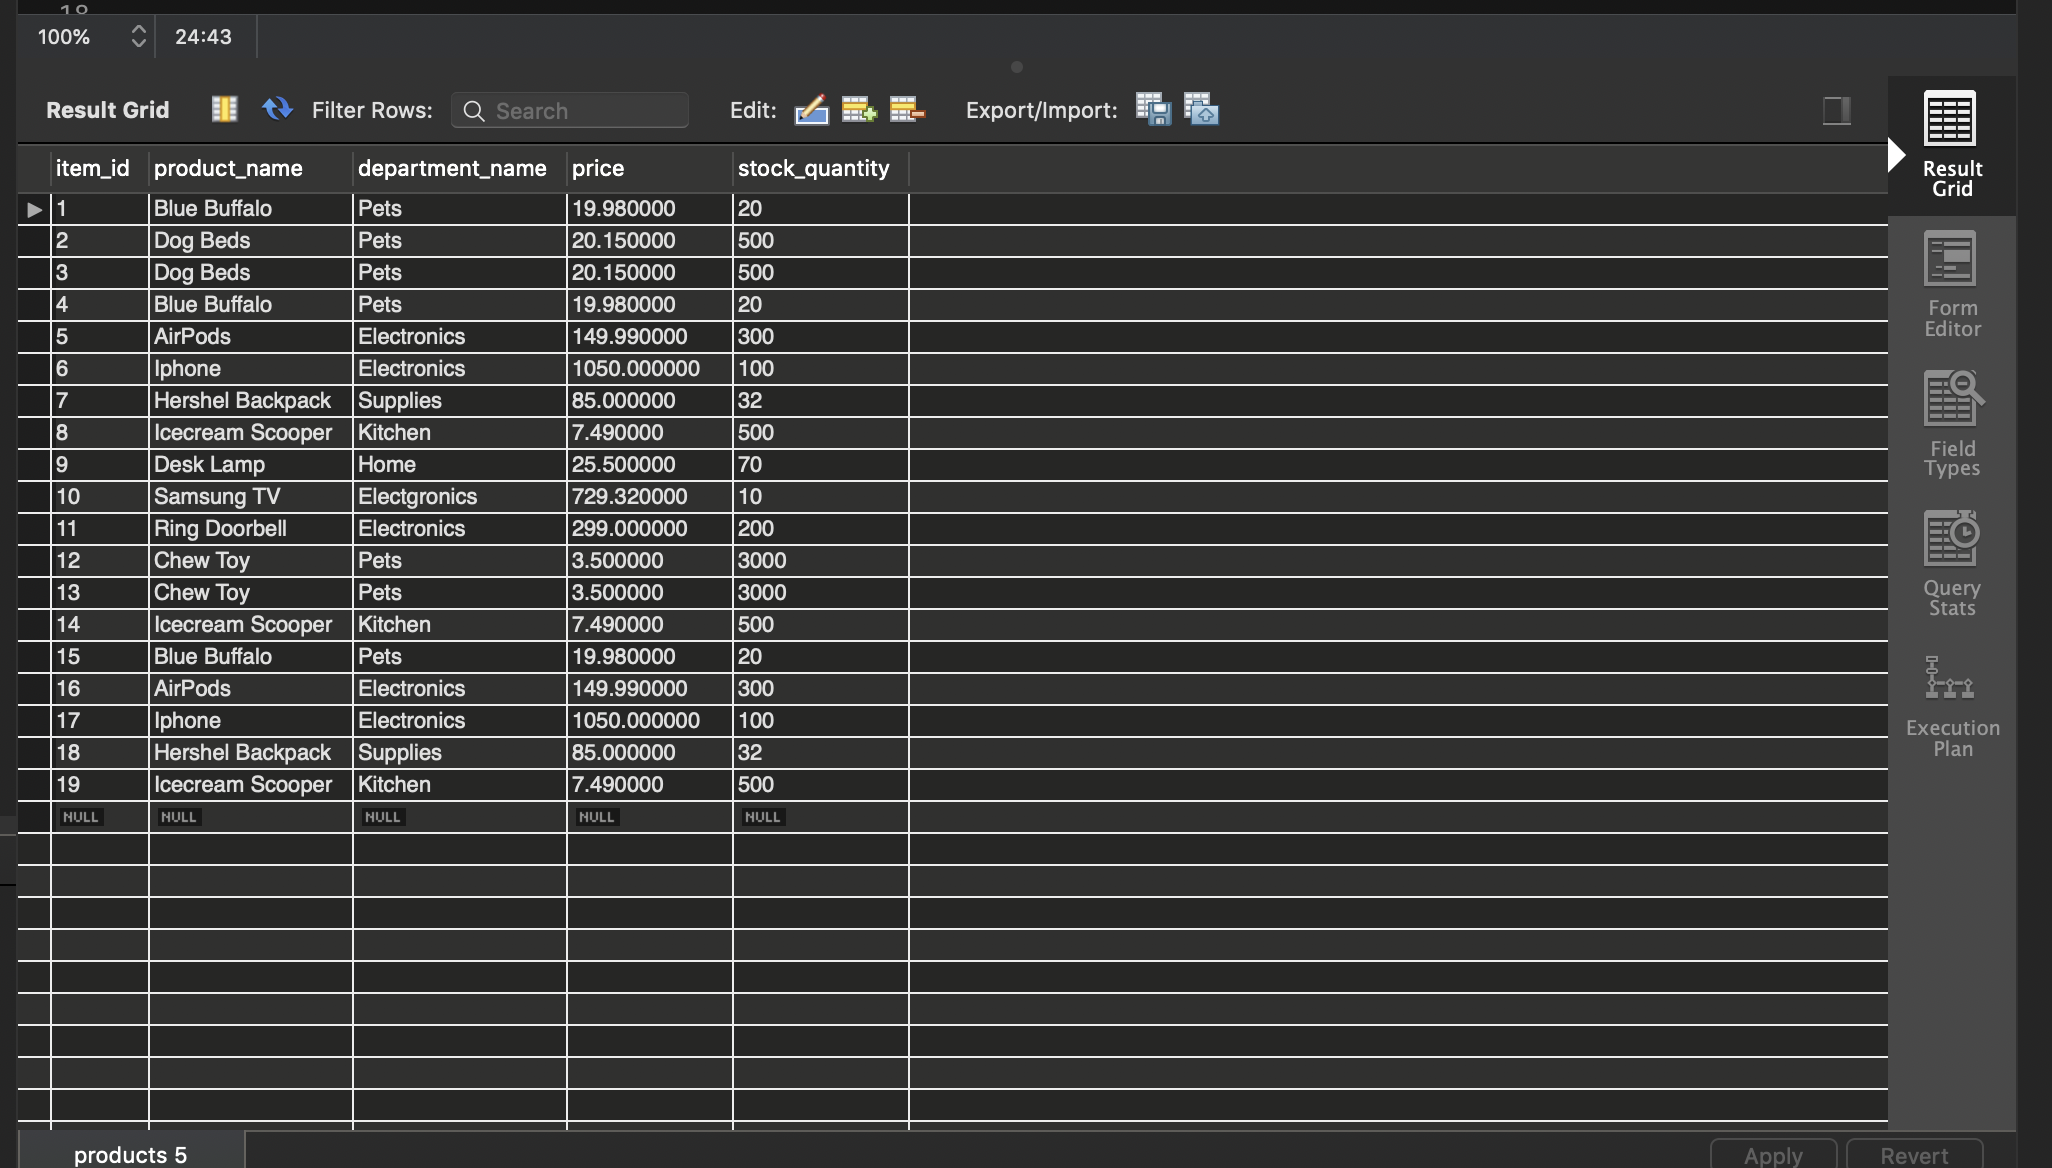 100% 24:43
Result Grid Filter Rows: Search Edit: Export/Import:
item_id product_name department_name price stock_quantity
1 Blue Buffalo Pets 19.980000 20
2 Dog Beds Pets 20.150000 500
3 Dog Beds Pets 20.150000 500
4 Blue Buffalo Pets 19.980000 20
5 AirPods Electronics 149.990000 300
6 Iphone Electronics 1050.000000 100
7 Hershel Backpack Supplies 85.000000 32
8 Icecream Scooper Kitchen 7.490000 500
9 Desk Lamp Home 25.500000 70
10 Samsung TV Electgronics 729.320000 10
11 Ring Doorbell Electronics 299.000000 200
12 Chew Toy Pets 3.500000 3000
13 Chew Toy Pets 3.500000 3000
14 Icecream Scooper Kitchen 7.490000 500
15 Blue Buffalo Pets 19.980000 20
16 AirPods Electronics 149.990000 300
17 Iphone Electronics 1050.000000 100
18 Hershel Backpack Supplies 85.000000 32
19 Icecream Scooper Kitchen 7.490000 500
NULL NULL NULL NULL NULL
Result
Grid
Form
Editor
Field
Types
Query
Stats
Execution
Plan
products 5
Apply Revert